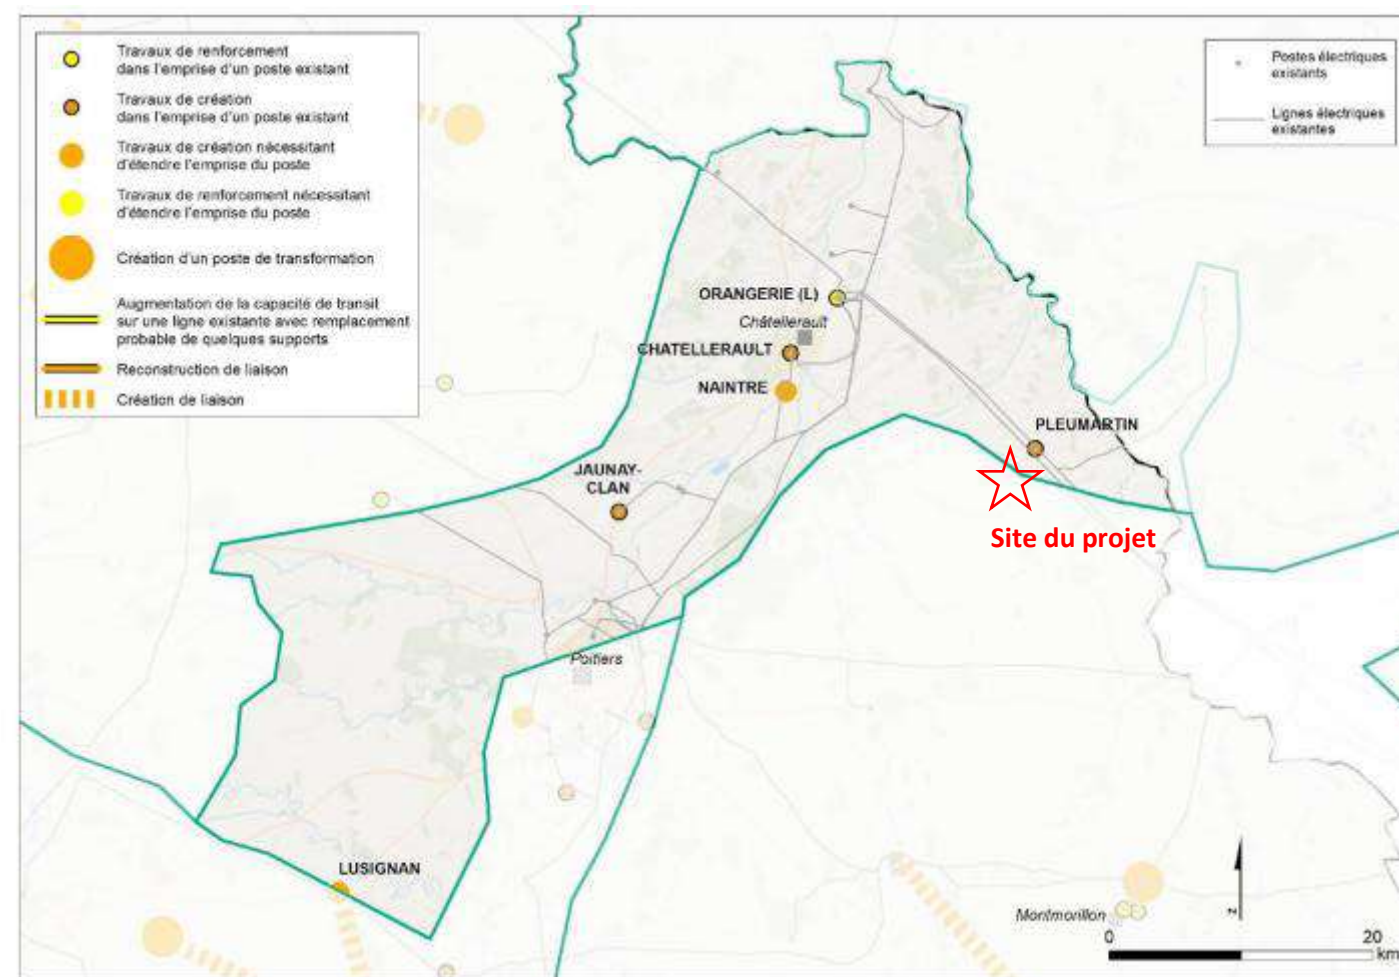 Travaux de renforcement
dans l'emprise d'un poste existant
Travaux de création
dans l'emprise d'un poste existant
Travaux de création nécessitant
d'étendre l'emprise du poste
Travaux de renforcement nécessitant
d'étendre l'emprise du poste
Création d'un poste de transformation
Augmentation de la capacité de transit
sur une ligne existante avec remplacement
probable de quelques supports
Reconstruction de liaison
Création de liaison
Postes électriques
existants
Lignes électriques
existantes
ORANGERIE (L)
Châtellerault
CHATELLERAULT
NAINTRE
PLEUMARTIN
JAUNAY-
CLAN
Site du projet
Poitiers
LUSIGNAN
Montmorillon
N
0 20
km